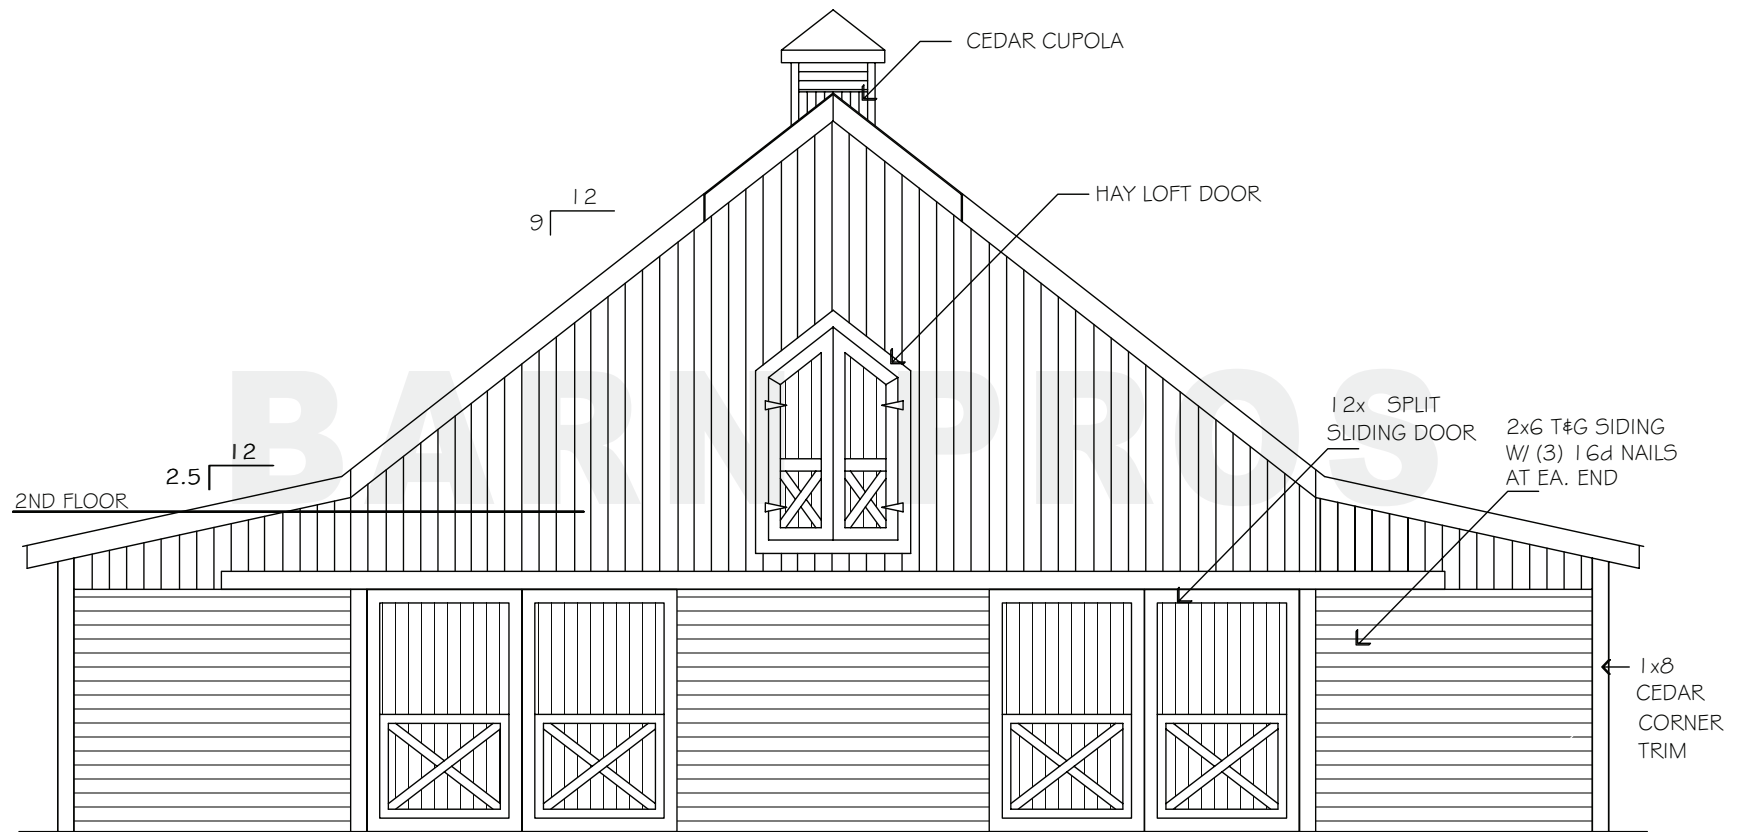 CEDAR CUPOLA
HAY LOFT DOOR
12
9
12
2.5
2ND FLOOR
BARN PROS
12x SPLIT
SLIDING DOOR
2x6 T&G SIDING
W/ (3) 16d NAILS
AT EA. END
1x8
CEDAR
CORNER
TRIM